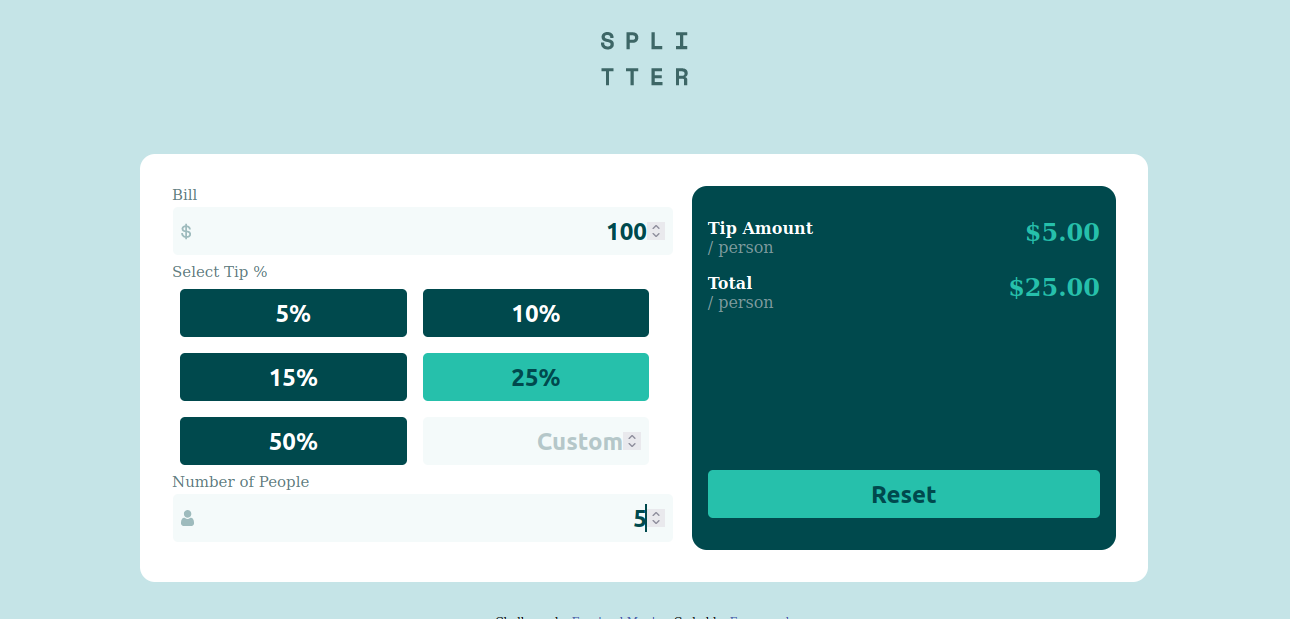 SPLI
TTER
Bill
$ 100
Select Tip %
5% 10%
15% 25%
50% Custom
Number of People
5
Tip Amount $5.00
/ person
Total $25.00
/ person
Reset